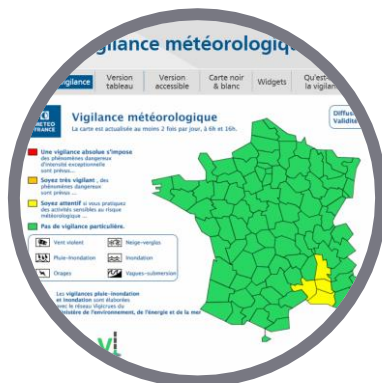 vigilance météorologique
vigilance
Version tableau
Version accessible
Carte noir & blanc
Widgets
Qu'est-
la vigilan
METEO FRANCE
Vigilance météorologique
La carte est actualisée au moins 2 fois par jour, à 6h et 16h.
Diffus
Validité
Une vigilance absolue s'impose
des phénomènes dangereux
d'intensité exceptionnelle
sont prévus...
Soyez très vigilant , des
phénomènes dangereux
sont prévus ...
Soyez attentif si vous pratiquez
des activités sensibles au risque
météorologique ...
Pas de vigilance particulière.
Vent violent
Neige-verglas
Pluie-inondation
Inondation
Orages
Vagues-submersion
Les vigilances pluie-inondation
et inondation sont élaborées
avec le réseau Vigicrues du
ministère de l'environnement, de l'énergie et de la mer